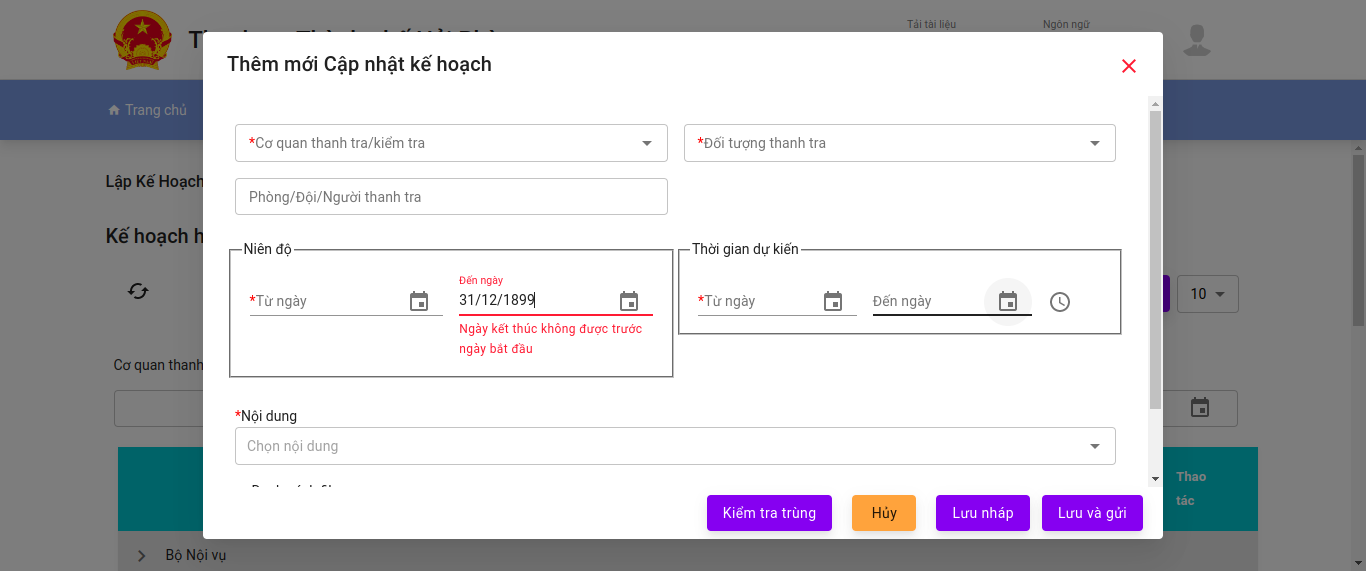 Tải tài liệu
Ngôn ngữ
Thêm mới Cập nhật kế hoạch
Trang chủ
*Cơ quan thanh tra/kiểm tra
*Đối tượng thanh tra
Lập Kế Hoạch
Phòng/Đội/Người thanh tra
Kế hoạch h
Niên độ
Thời gian dự kiến
*Từ ngày
Đến ngày
31/12/1899
Ngày kết thúc không được trước
ngày bắt đầu
*Từ ngày
Đến ngày
10
Cơ quan thanh
*Nội dung
Chọn nội dung
Thao
tác
Kiểm tra trùng
Hủy
Lưu nháp
Lưu và gửi
Bộ Nội vụ